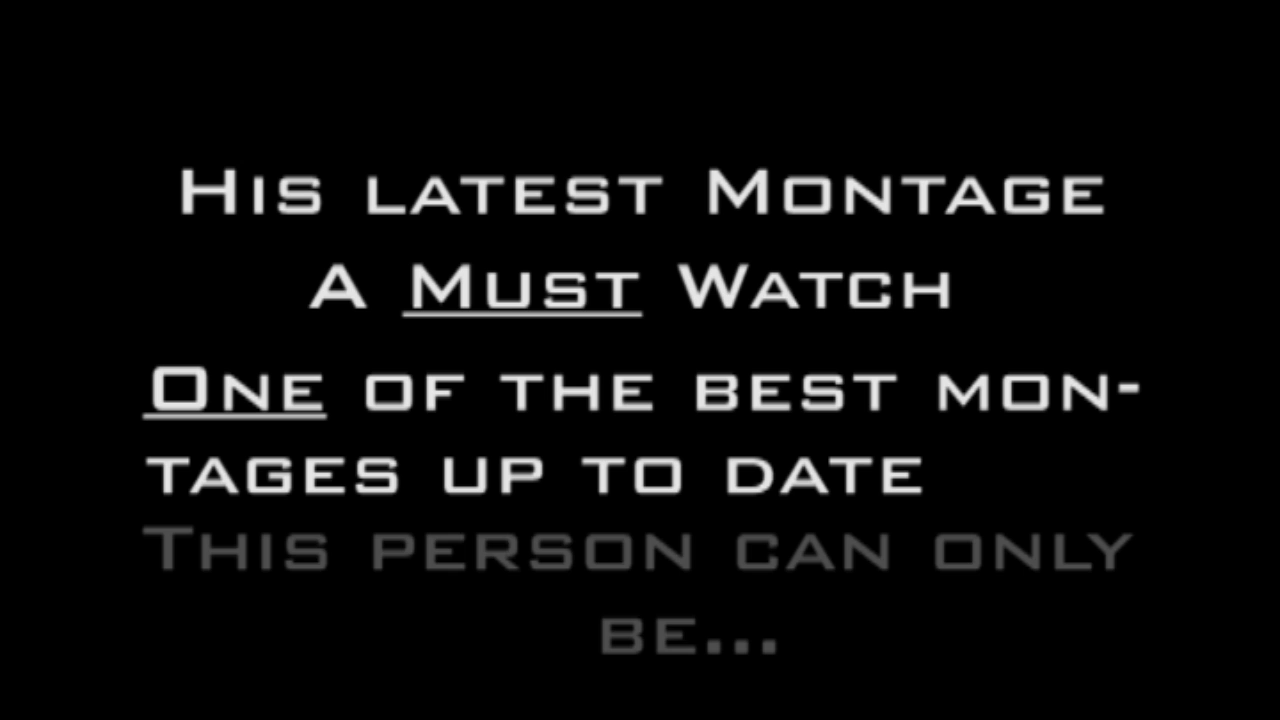 His latest Montage
A Must Watch
One of the best mon-
tages up to date
This person can only
be...